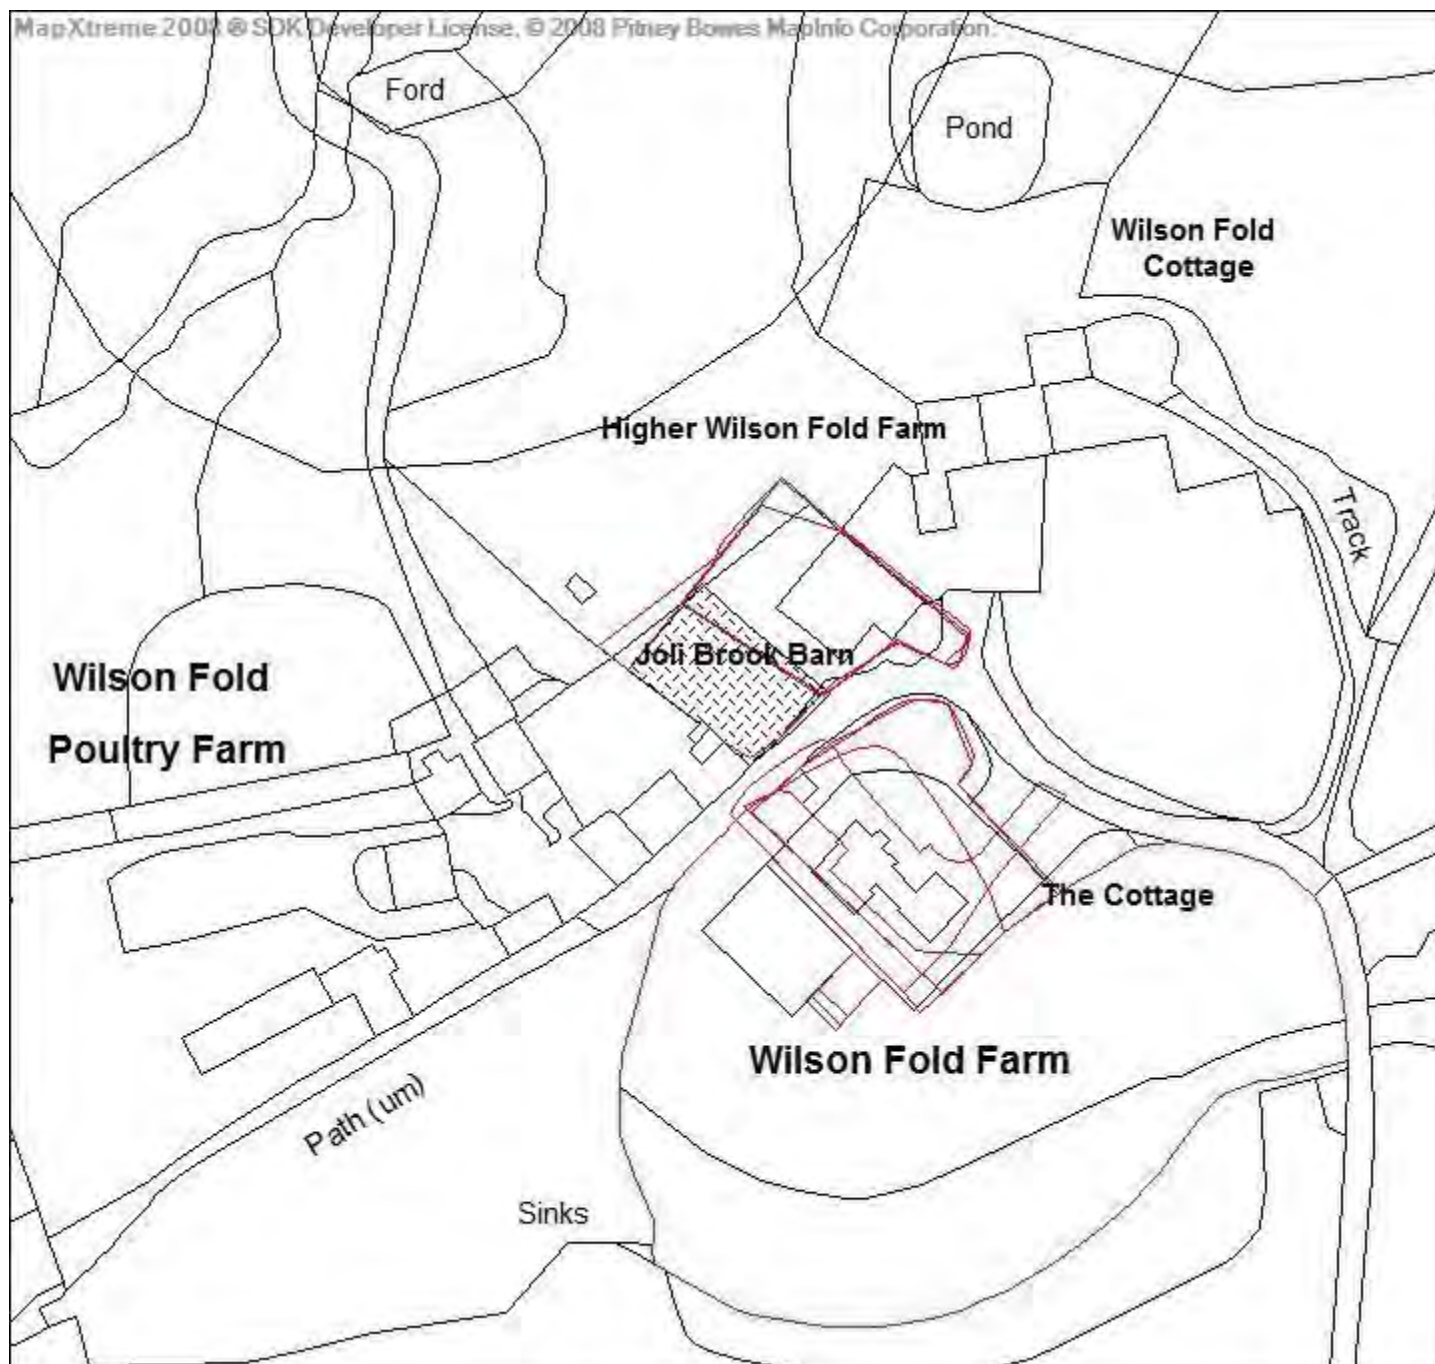 MapXtreme 2008 ® SDK Developer License, © 2008 Pitney Bowes MapInfo Corporation.
Ford
Pond
Wilson Fold
Cottage
Higher Wilson Fold Farm
Track
Joli Brook Barn
Wilson Fold
Poultry Farm
The Cottage
Wilson Fold Farm
Path (um)
Sinks